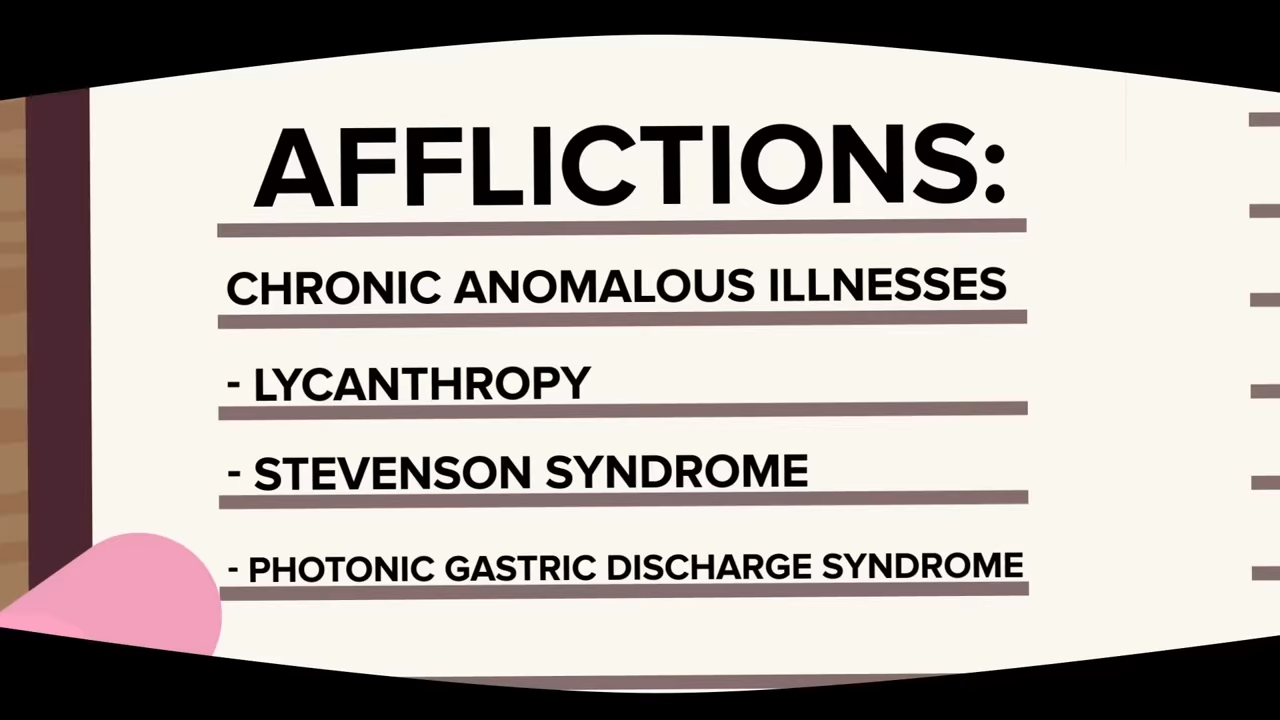 AFFLICTIONS:
CHRONIC ANOMALOUS ILLNESSES
- LYCANTHROPY
- STEVENSON SYNDROME
- PHOTONIC GASTRIC DISCHARGE SYNDROME